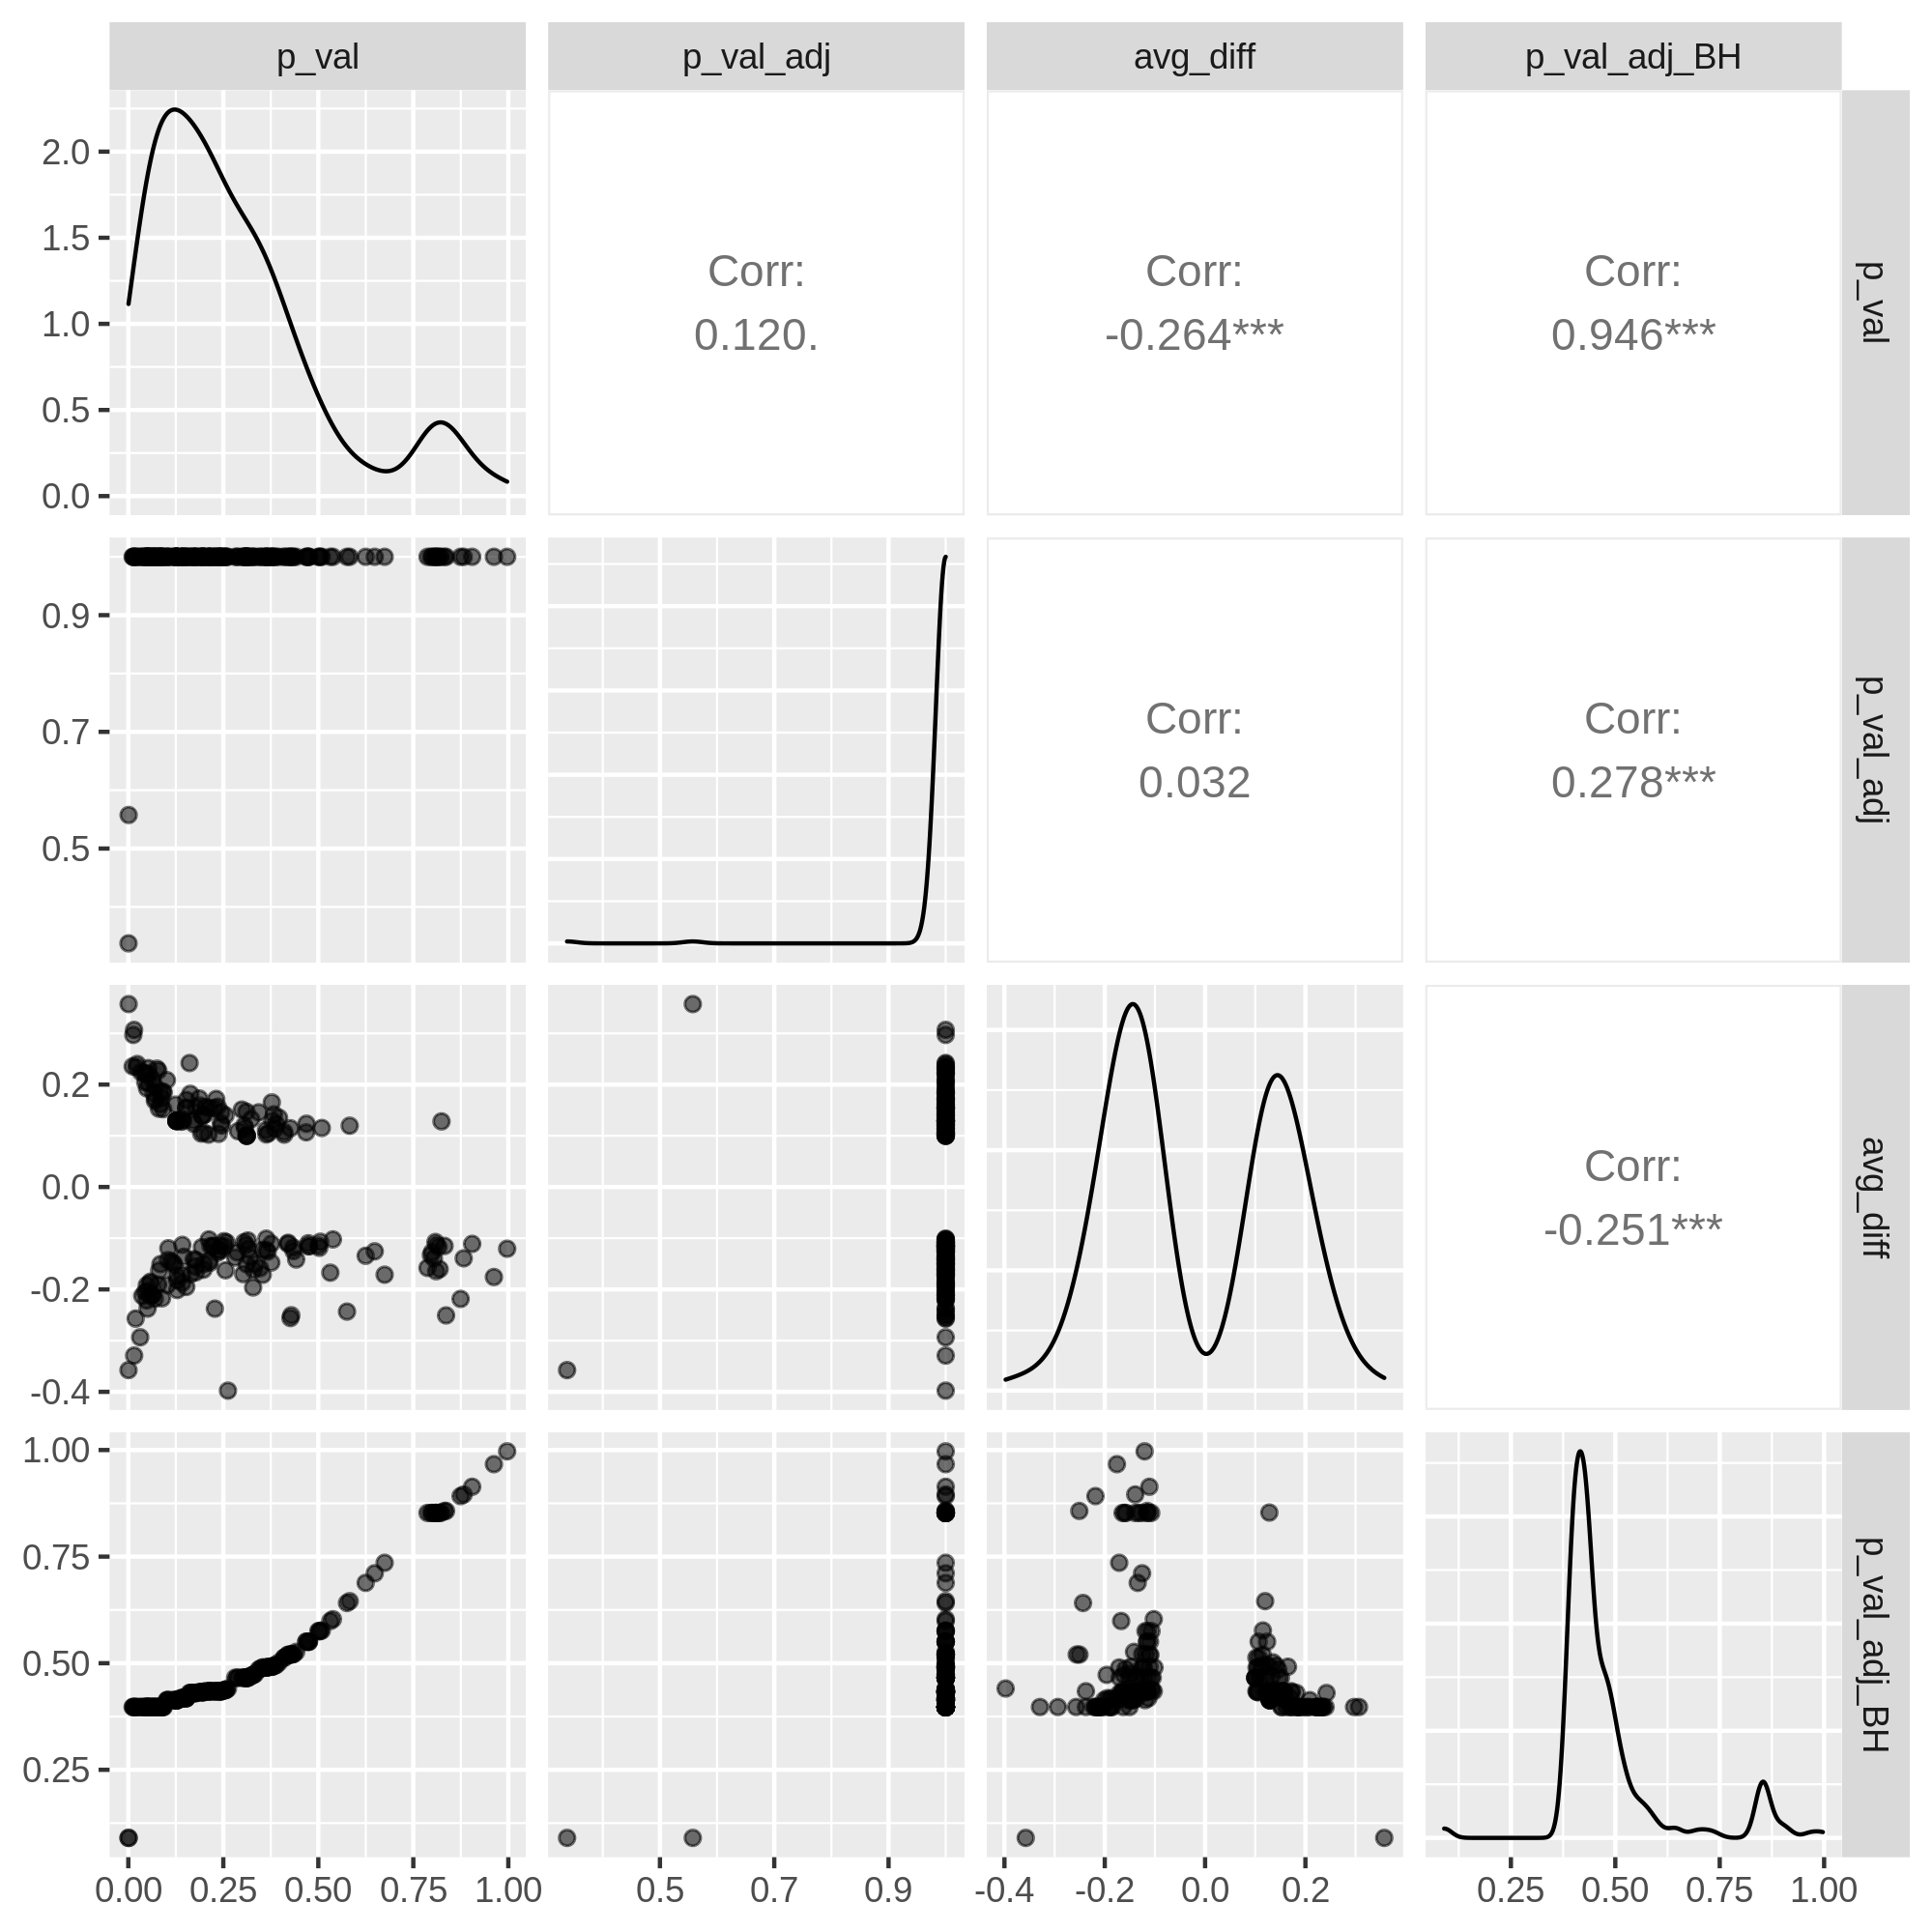 p_val p_val_adj avg_diff p_val_adj_BH
2.0
1.5
1.0
0.5
0.0
Corr:
0.120.
Corr:
-0.264***
Corr:
0.946***
p_val
0.9
0.7
0.5
Corr:
0.032
Corr:
0.278***
p_val_adj
0.2
0.0
-0.2
-0.4
Corr:
-0.251***
avg_diff
1.00
0.75
0.50
0.25
p_val_adj_BH
0.00 0.25 0.50 0.75 1.00 0.5 0.7 0.9 -0.4 -0.2 0.0 0.2 0.25 0.50 0.75 1.00